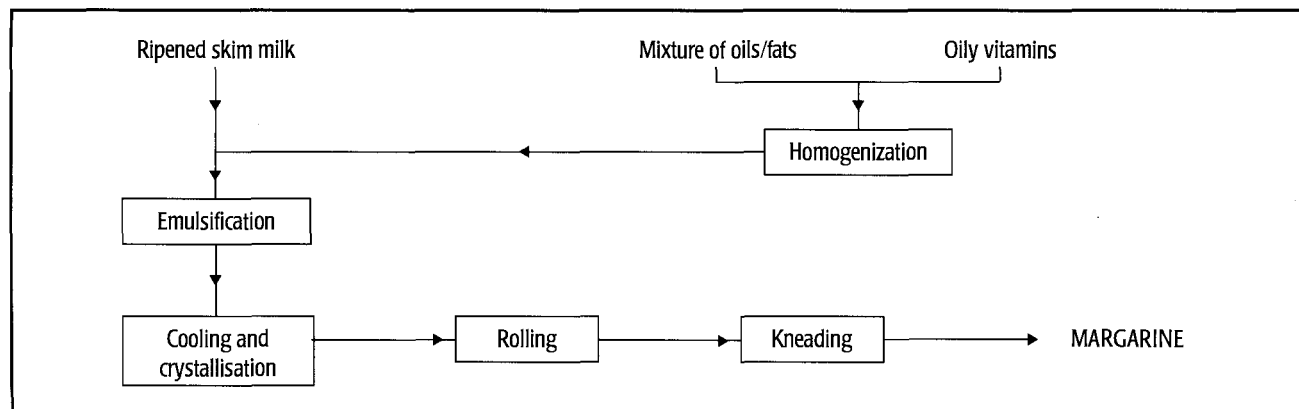 Ripened skim milk
Mixture of oils/fats
Oily vitamins
Homogenization
Emulsification
Cooling and
crystallisation
Rolling
Kneading
MARGARINE